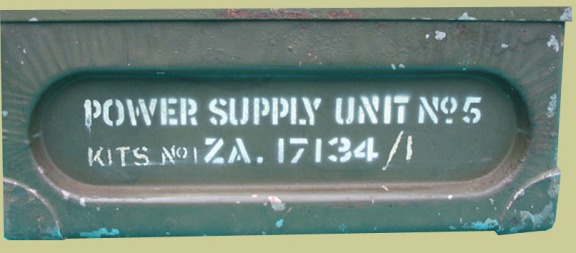 POWER SUPPLY UNIT Nº 5
KITS Nº 1 ZA. 17134/1